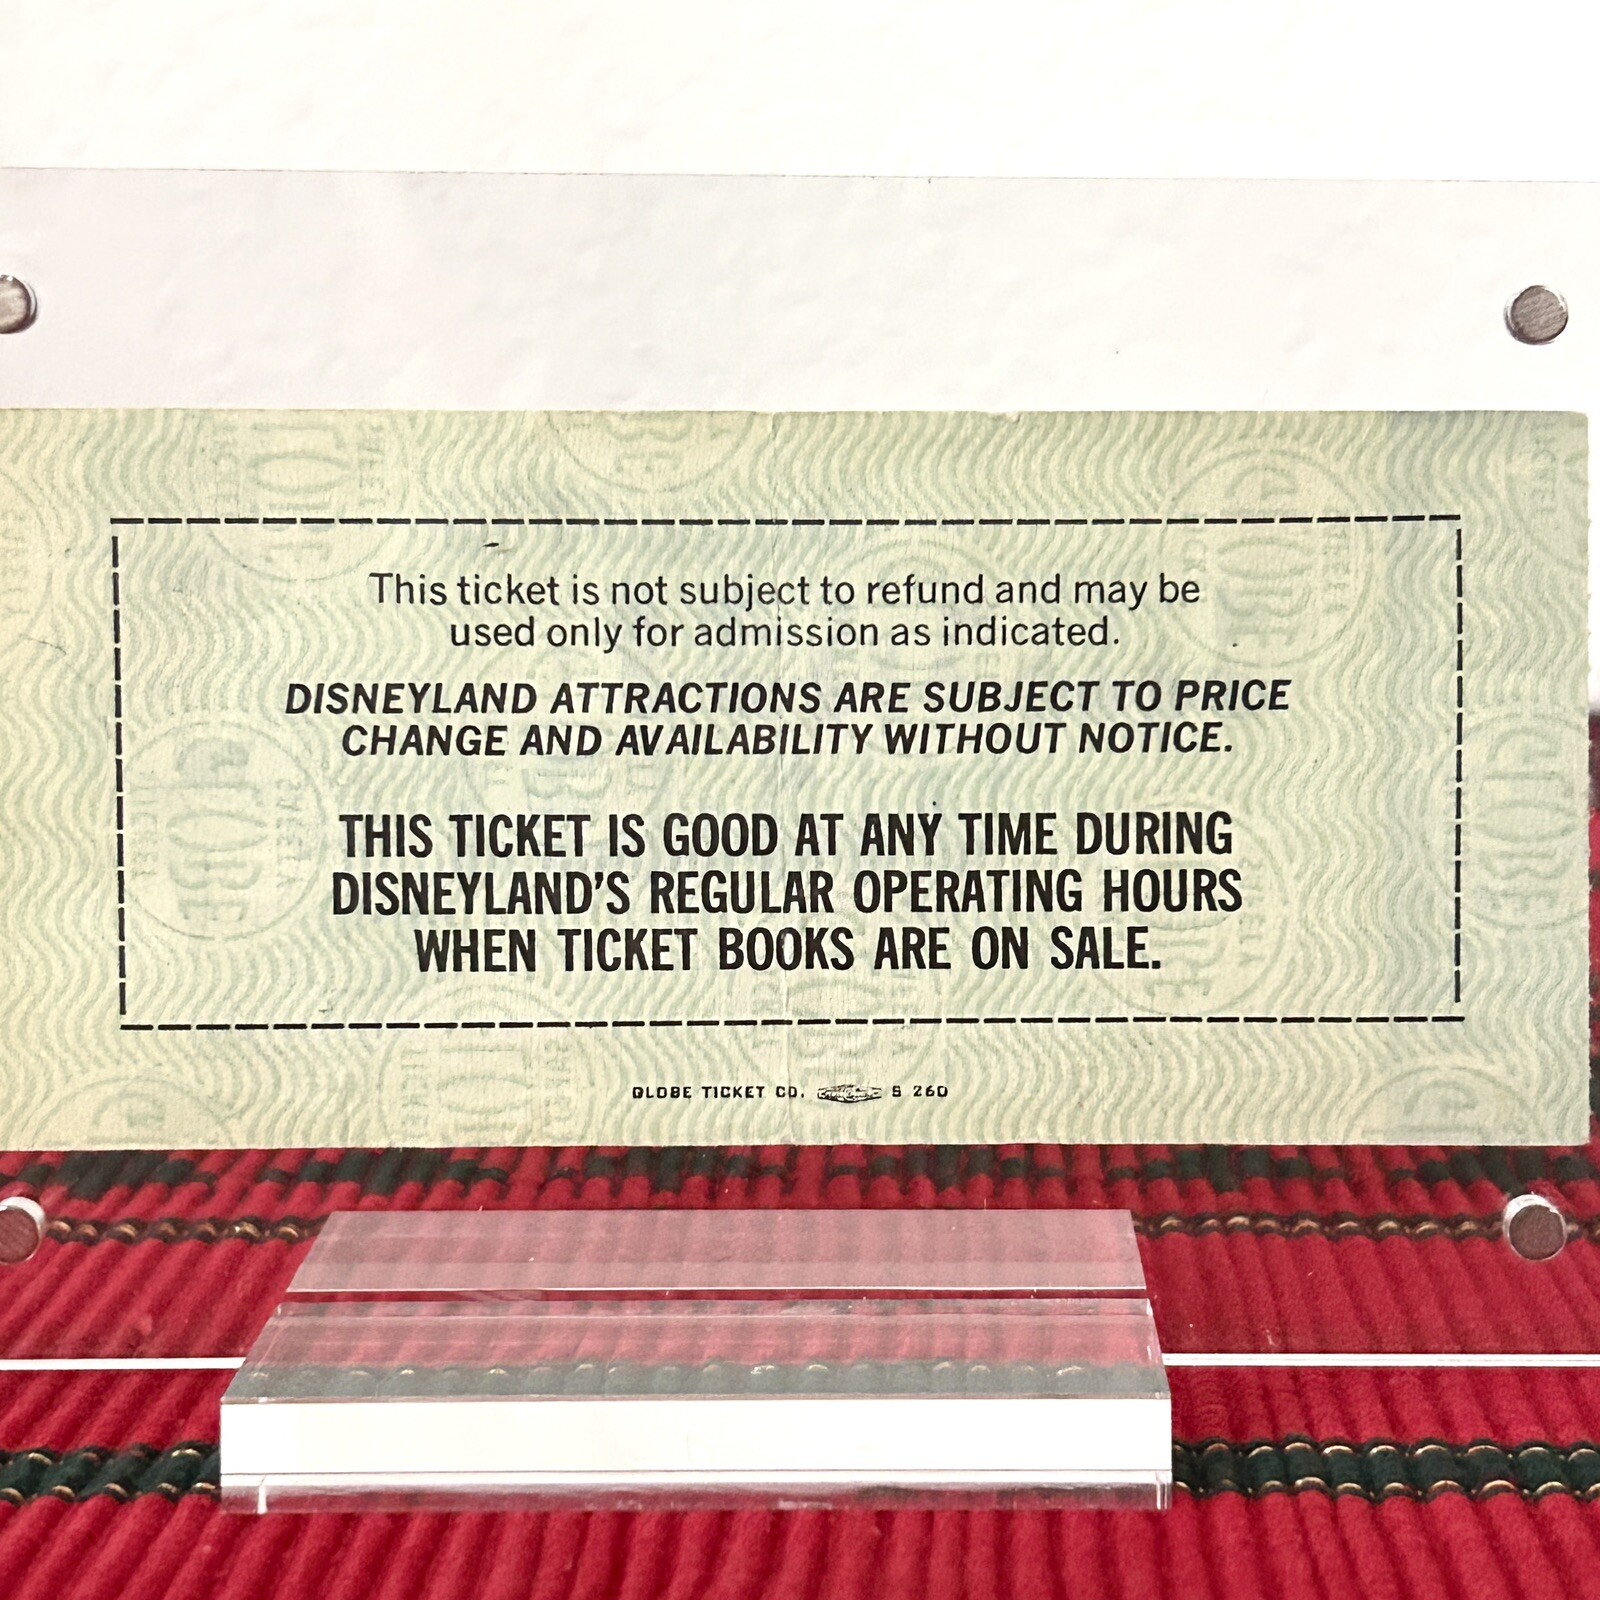 This ticket is not subject to refund and may be
used only for admission as indicated.
DISNEYLAND ATTRACTIONS ARE SUBJECT TO PRICE
CHANGE AND AVAILABILITY WITHOUT NOTICE.
THIS TICKET IS GOOD AT ANY TIME DURING
DISNEYLAND'S REGULAR OPERATING HOURS
WHEN TICKET BOOKS ARE ON SALE.
GLOBE TICKET CO. S 260